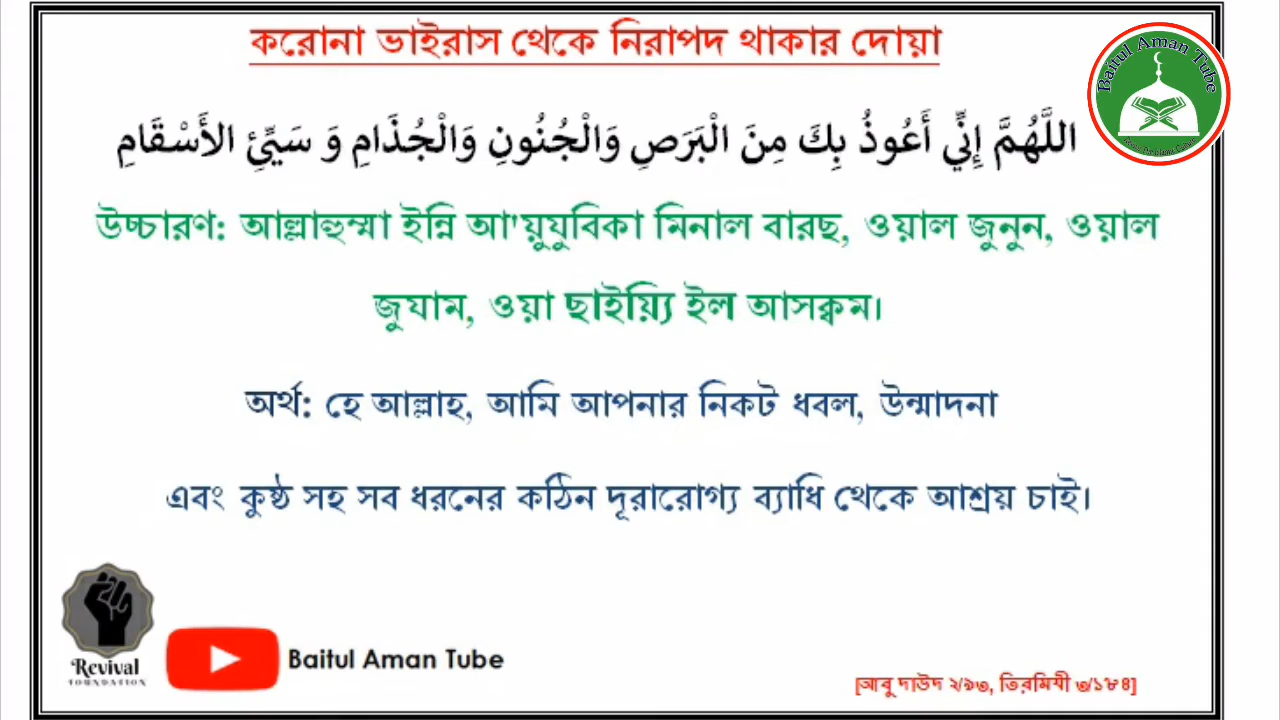 করোনা ভাইরাস থেকে নিরাপদ থাকার দোয়া
Baitul Aman Tube
اللَّهُمَّ إِنِّي أَعُوذُ بِكَ مِنَ الْبَرَصِ وَالْجُنُونِ وَالْجُذَامِ وَ سَيِّئِ الأَسْقَامِ
উচ্চারণ: আল্লাহুম্মা ইন্নি আ'য়ুযুবিকা মিনাল বারছ, ওয়াল জুনুন, ওয়াল
জুযাম, ওয়া ছাইয়্যি ইল আসক্বম।
অর্থ: হে আল্লাহ, আমি আপনার নিকট ধবল, উন্মাদনা
এবং কুষ্ঠ সহ সব ধরনের কঠিন দূরারোগ্য ব্যাধি থেকে আশ্রয় চাই।
Revival
FOUNDATION
Baitul Aman Tube
[আবু দাউদ ২/৯৩, তিরমিযী ৩/১৮৪]